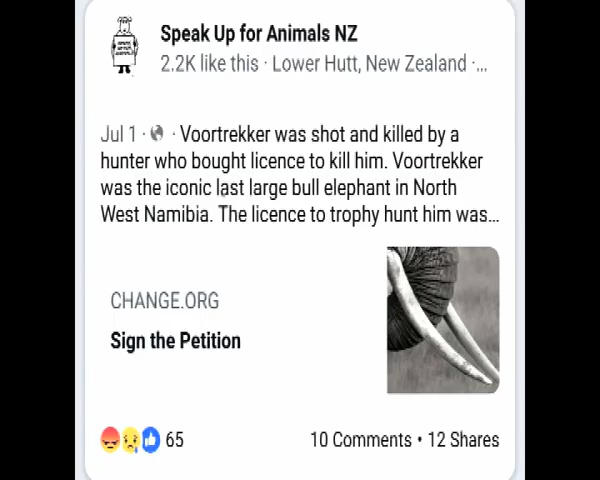 Speak Up for Animals NZ
2.2K like this · Lower Hutt, New Zealand ·...
Jul 1 · · Voortrekker was shot and killed by a
hunter who bought licence to kill him. Voortrekker
was the iconic last large bull elephant in North
West Namibia. The licence to trophy hunt him was...
CHANGE.ORG
Sign the Petition
65
10 Comments • 12 Shares